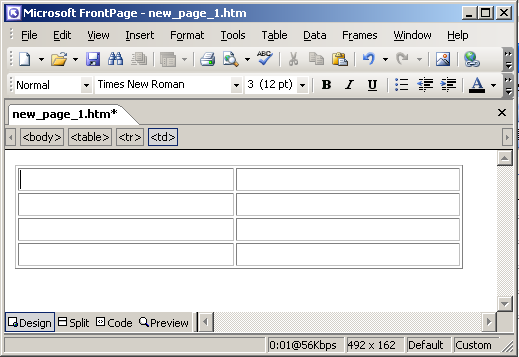 Microsoft FrontPage - new_page_1.htm
File Edit View Insert Format Tools Table Data Frames Window Help
ABC
Normal Times New Roman 3 (12 pt) B I U A
new_page_1.htm*
<body> <table> <tr> <td>
Design Split Code Preview
0:01@56Kbps 492 x 162 Default Custom